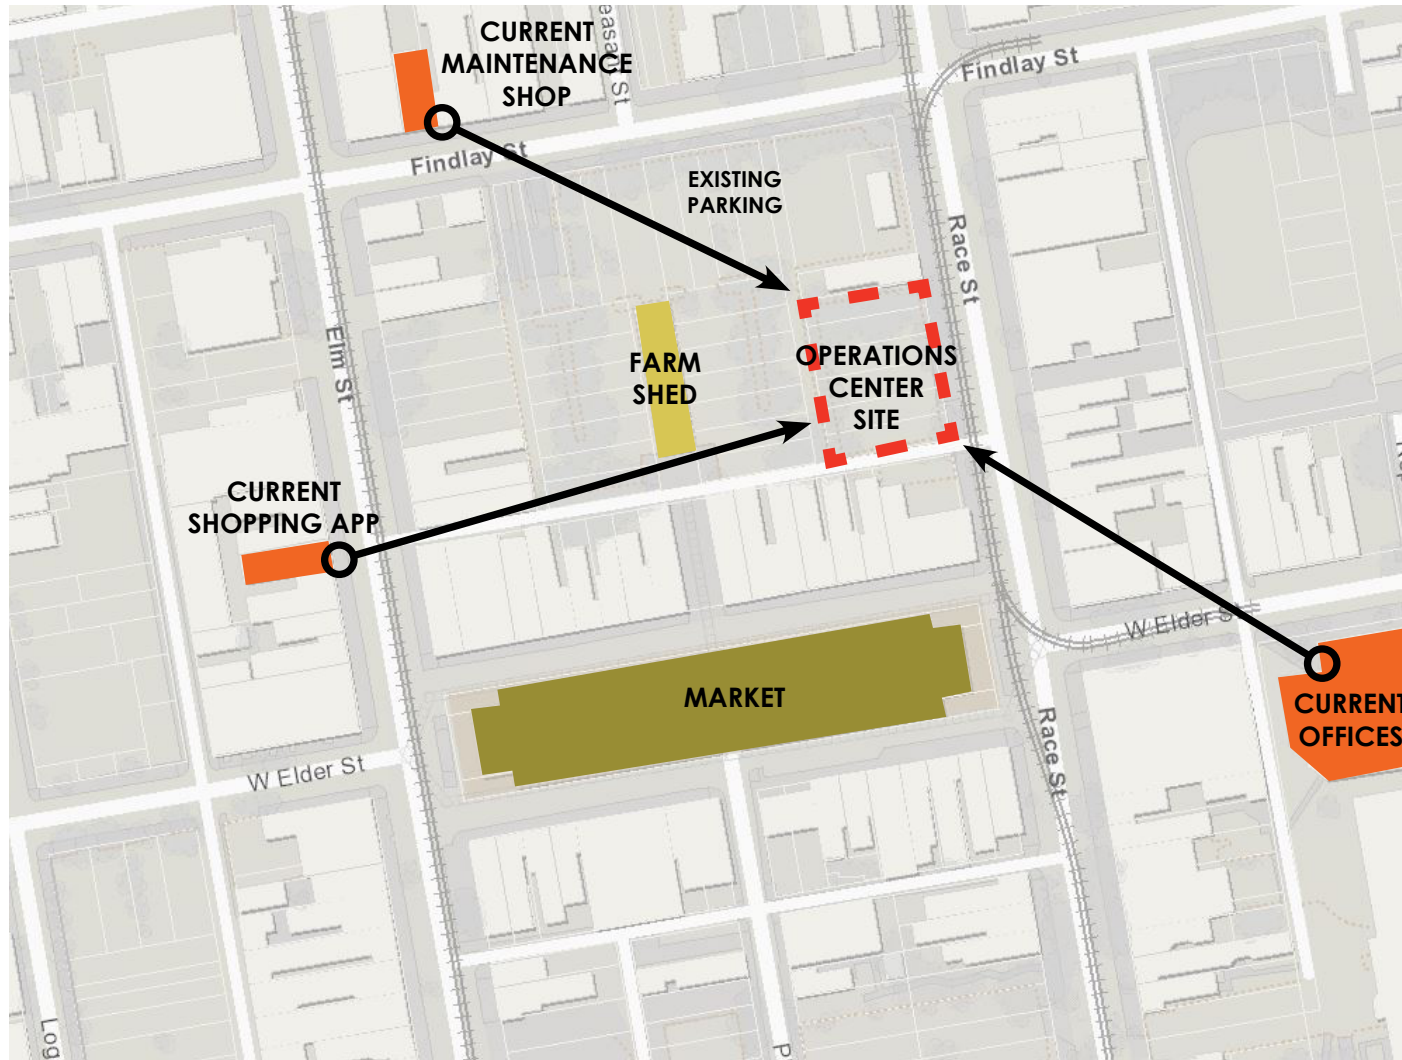 CURRENT
MAINTENANCE
SHOP
Findlay St
Findlay St
EXISTING
PARKING
Race St
Elm St
FARM
SHED
OPERATIONS
CENTER
SITE
CURRENT
SHOPPING APP
W Elder St
MARKET
CURRENT
OFFICES
Race St
W Elder St
Log
P